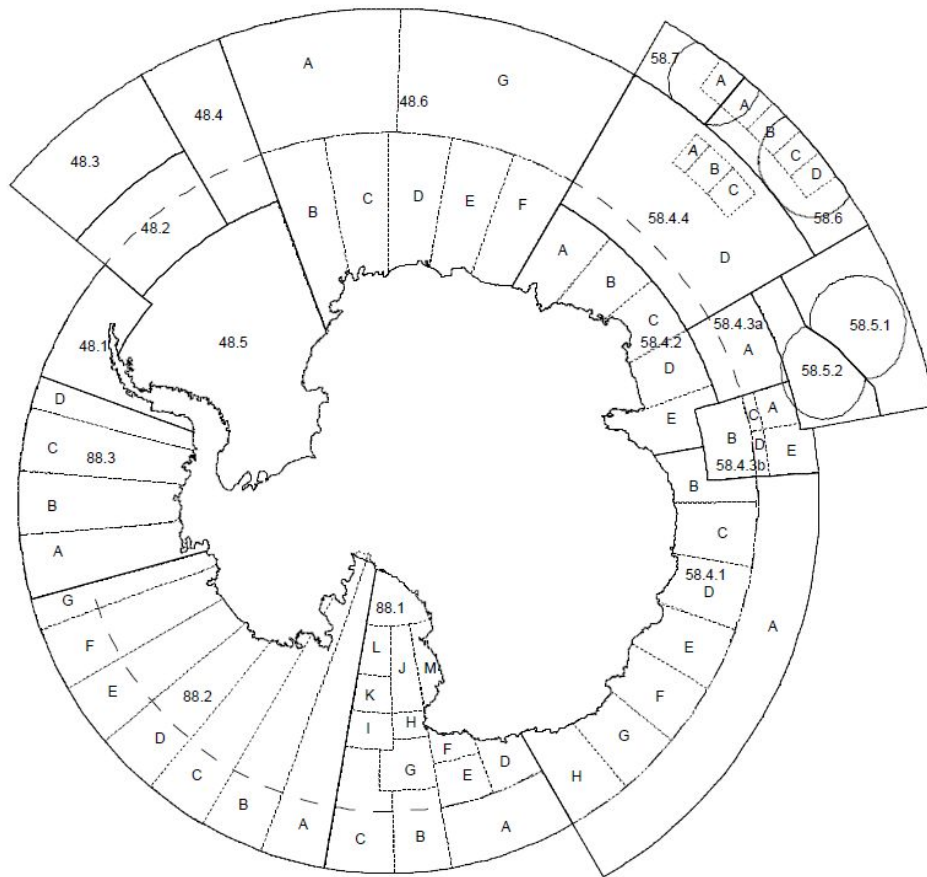 A
G
58.7
A
48.6
48.4
A
B
48.3
C
A
B
D
C
B
C
D
E
F
58.6
48.2
58.4.4
A
D
B
C
58.4.3a
58.5.1
48.1
48.5
58.4.2
A
D
58.5.2
D
E
C
A
B
D
E
C
88.3
58.4.3b
B
B
C
A
58.4.1
D
G
88.1
A
F
L
J
M
E
E
88.2
K
F
D
I
H
G
C
G
F
D
E
H
B
A
C
B
A